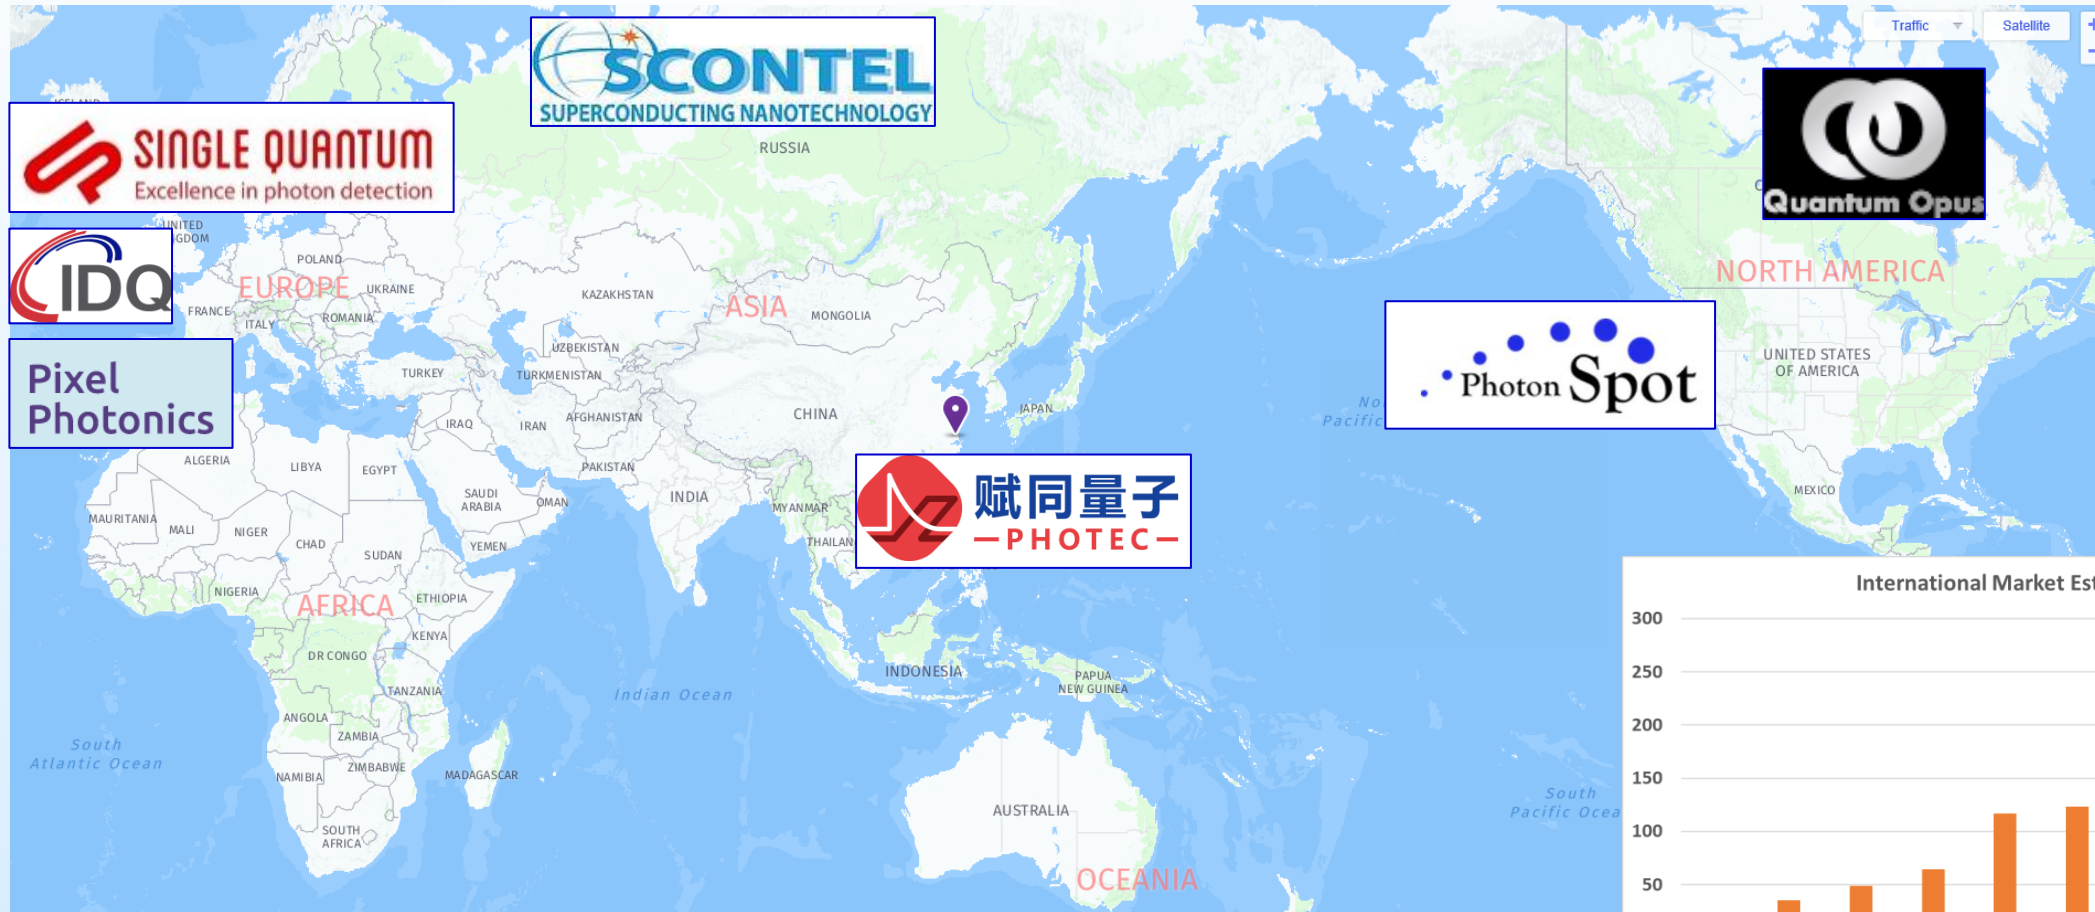 Traffic
Satellite
SCONTEL
SUPERCONDUCTING NANOTECHNOLOGY
SINGLE QUANTUM
Excellence in photon detection
IDQ
Pixel
Photonics
Quantum Opus
Photon Spot
赋同量子
PHOTEC
RUSSIA
UNITED
POLAND
EUROPE
UKRAINE
FRANCE
ROMANIA
ITALY
KAZAKHSTAN
ASIA
MONGOLIA
UZBEKISTAN
TURKMENISTAN
TURKEY
CHINA
JAPAN
IRAQ
IRAN
AFGHANISTAN
PAKISTAN
ALGERIA
LIBYA
EGYPT
SAUDI
ARABIA
OMAN
INDIA
MYANMAR
THAILAN
MAURITANIA
MALI
NIGER
CHAD
SUDAN
YEMEN
NIGERIA
AFRICA
ETHIOPIA
KENYA
DR CONGO
TANZANIA
ANGOLA
ZAMBIA
ZIMBABWE
NAMIBIA
MADAGASCAR
SOUTH
AFRICA
South
Atlantic Ocean
Indian Ocean
INDONESIA
PAPUA
NEW GUINEA
AUSTRALIA
OCEANIA
No
Pacific
South
Pacific Ocea
NORTH AMERICA
UNITED STATES
OF AMERICA
MEXICO
International Market Est
300
250
200
150
100
50